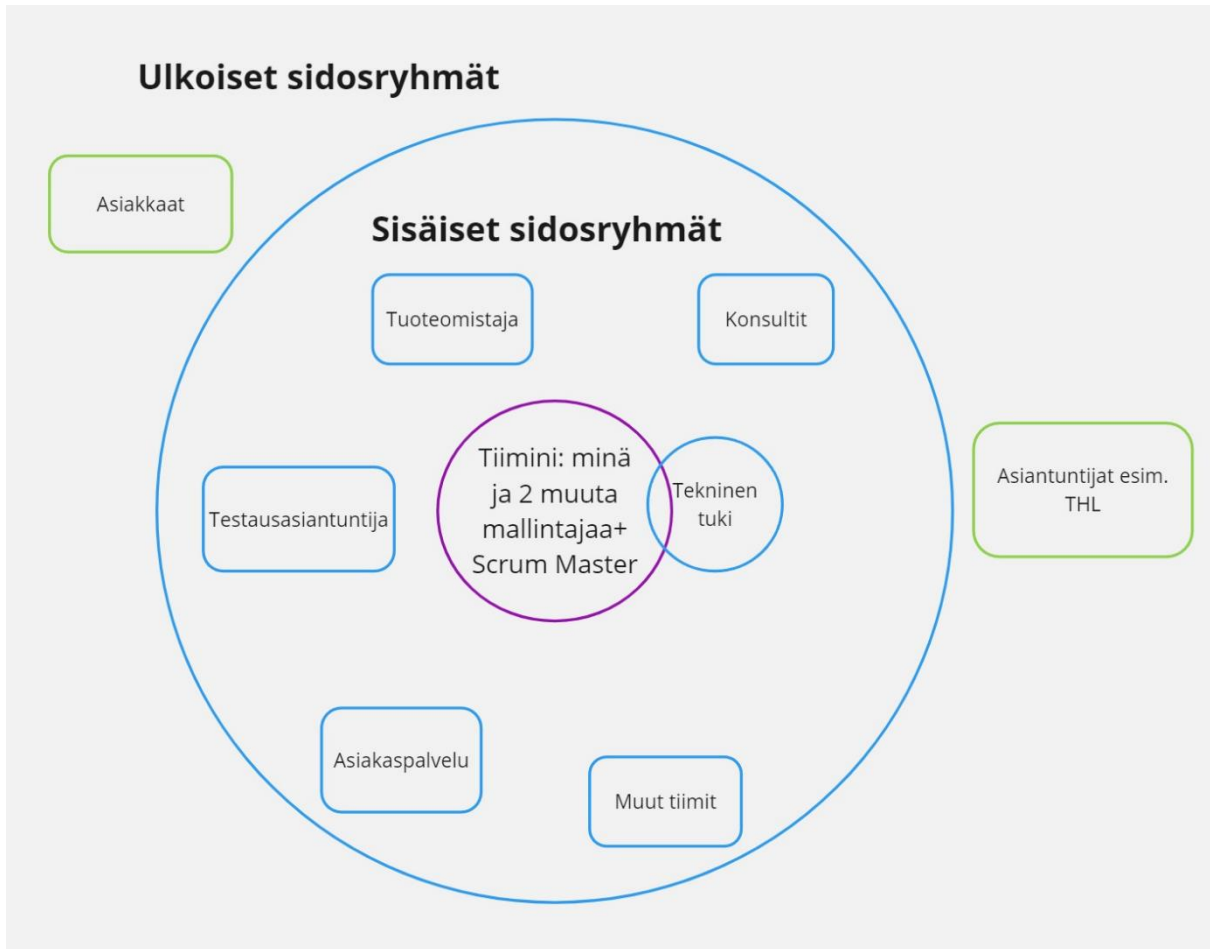 Ulkoiset sidosryhmät
Asiakkaat
Sisäiset sidosryhmät
Tuoteomistaja
Konsultit
Tiimini: minä
ja 2 muuta
mallintajaa+
Scrum Master
Tekninen
tuki
Testausasiantuntija
Asiantuntijat esim.
THL
Asiakaspalvelu
Muut tiimit